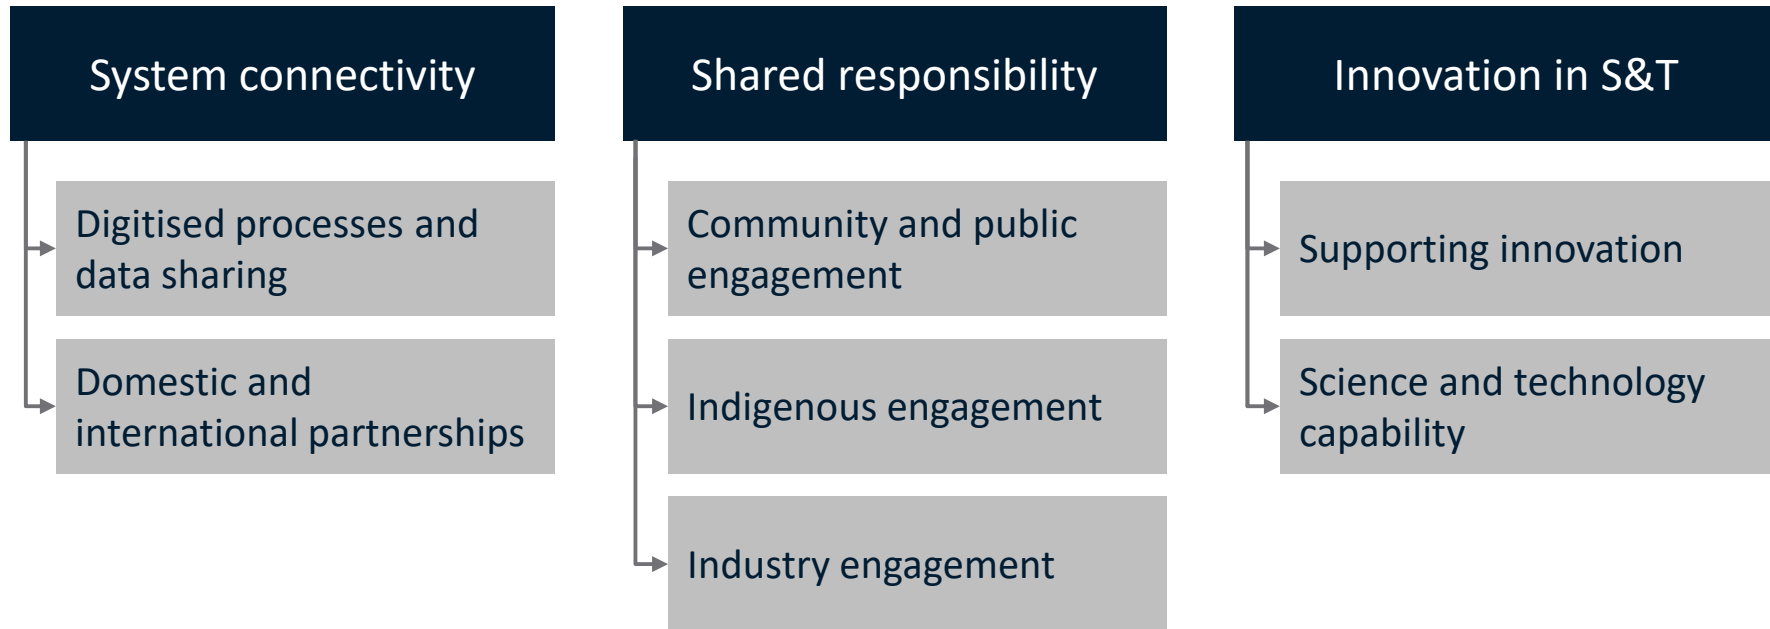 System connectivity
Digitised processes and
data sharing
Domestic and
international partnerships
Shared responsibility
Community and public
engagement
Indigenous engagement
Industry engagement
Innovation in S&T
Supporting innovation
Science and technology
capability